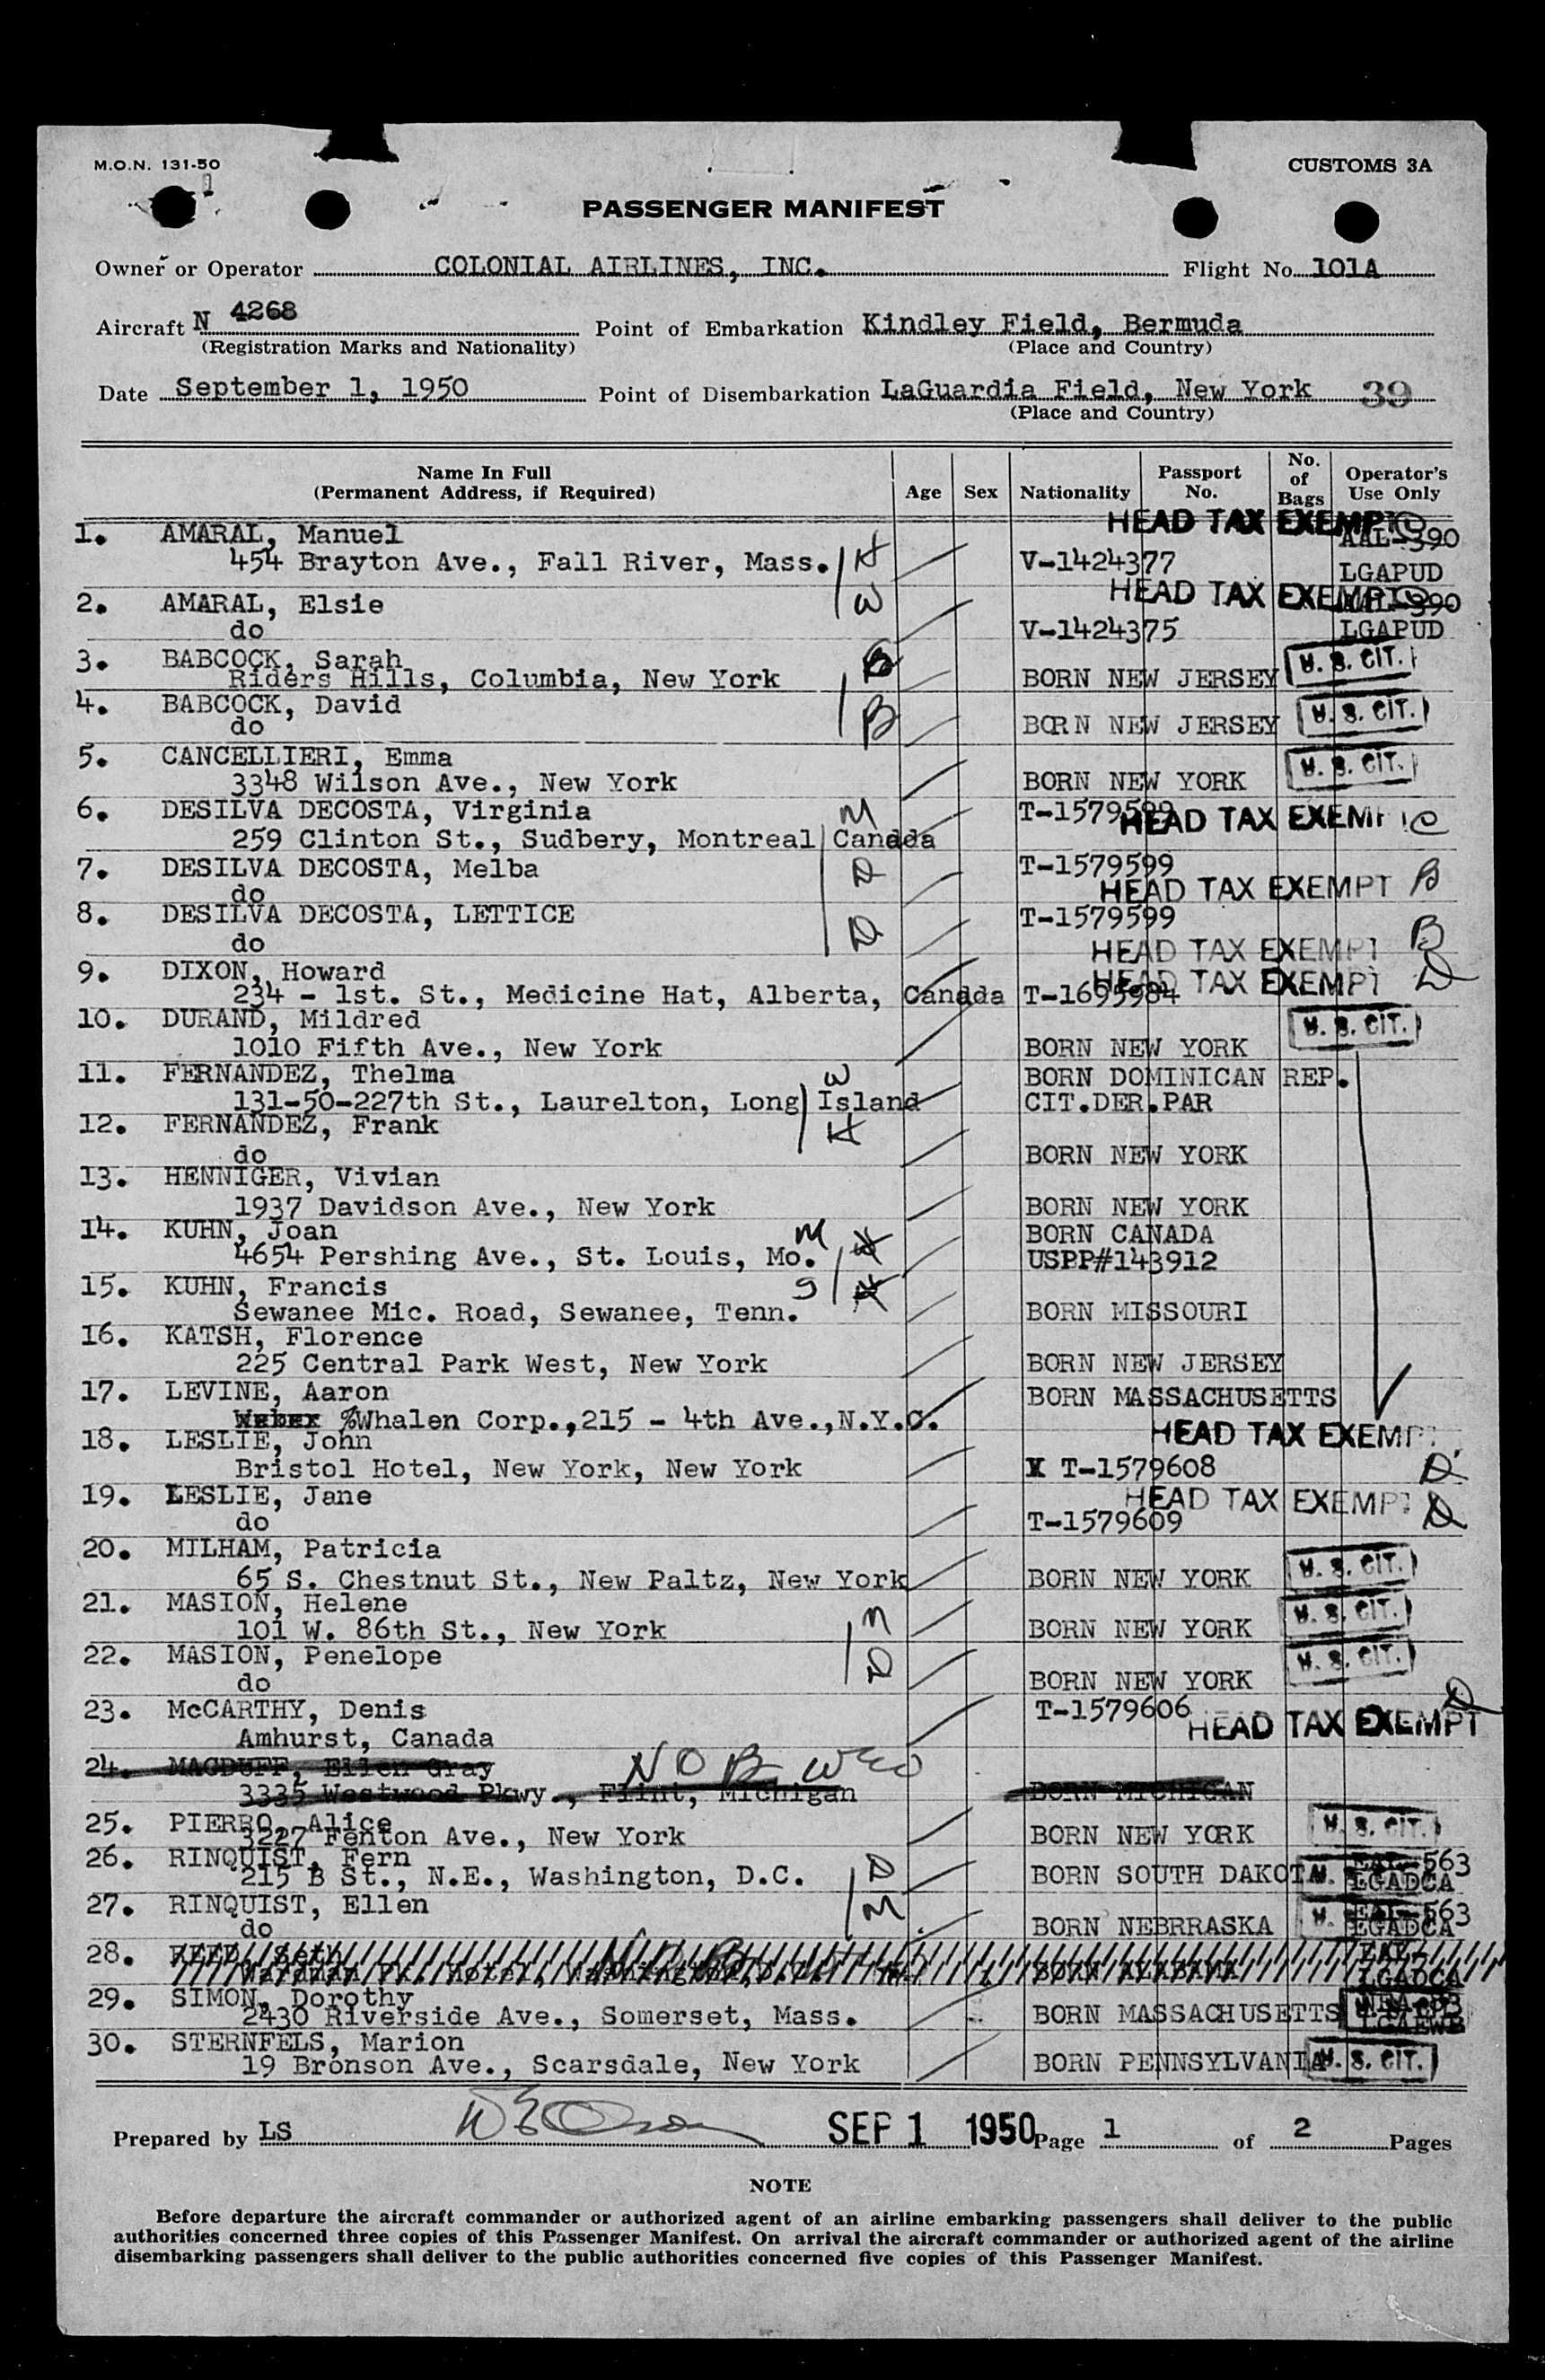 M.O.N. 131-50
CUSTOMS 3A
PASSENGER MANIFEST
Owner or Operator COLONIAL AIRLINES, INC. Flight No. 101A
Aircraft N 4268 Point of Embarkation Kindley Field, Bermuda
(Registration Marks and Nationality) (Place and Country)
Date September 1, 1950 Point of Disembarkation LaGuardia Field, New York 39
(Place and Country)
Name In Full (Permanent Address, if Required) Age Sex Nationality Passport No. No. of Bags Operator's Use Only
HEAD TAX EXEMPT
1. AMARAL, Manuel AAL-390
454 Brayton Ave., Fall River, Mass. H V-1424377 LGAPUD
HEAD TAX EXEMPT
2. AMARAL, Elsie W AAL-390
do V-1424375 LGAPUD
3. BABCOCK, Sarah U. S. CIT.
Riders Hills, Columbia, New York BORN NEW JERSEY
4. BABCOCK, David B U. S. CIT.
do BORN NEW JERSEY
5. CANCELLIERI, Emma U. S. CIT.
3348 Wilson Ave., New York BORN NEW YORK
6. DESILVA DECOSTA, Virginia M T-1579599 HEAD TAX EXEMPT
259 Clinton St., Sudbery, Montreal Canada
7. DESILVA DECOSTA, Melba D T-1579599
do HEAD TAX EXEMPT B
8. DESILVA DECOSTA, LETTICE D T-1579599
do HEAD TAX EXEMPT B
9. DIXON, Howard HEAD TAX EXEMPT D
234 - 1st. St., Medicine Hat, Alberta, Canada T-1695984
10. DURAND, Mildred U. S. CIT.
1010 Fifth Ave., New York BORN NEW YORK
11. FERNANDEZ, Thelma W BORN DOMINICAN REP.
131-50-227th St., Laurelton, Long Island CIT.DER.PAR
12. FERNANDEZ, Frank H
do BORN NEW YORK
13. HENNIGER, Vivian
1937 Davidson Ave., New York BORN NEW YORK
14. KUHN, Joan M BORN CANADA
4654 Pershing Ave., St. Louis, Mo. USPP#143912
15. KUHN, Francis S
Sewanee Mic. Road, Sewanee, Tenn. BORN MISSOURI
16. KATSH, Florence
225 Central Park West, New York BORN NEW JERSEY
17. LEVINE, Aaron BORN MASSACHUSETTS
%Whalen Corp.,215 - 4th Ave.,N.Y.C.
18. LESLIE, John HEAD TAX EXEMPT
Bristol Hotel, New York, New York T-1579608 D
19. LESLIE, Jane HEAD TAX EXEMPT D
do T-1579609
20. MILHAM, Patricia U. S. CIT.
65 S. Chestnut St., New Paltz, New York BORN NEW YORK
21. MASION, Helene M U. S. CIT.
101 W. 86th St., New York BORN NEW YORK
22. MASION, Penelope D U. S. CIT.
do BORN NEW YORK
23. McCARTHY, Denis T-1579606 D
Amhurst, Canada HEAD TAX EXEMPT
24. MACDUFF, Ellen Gray NOB WEO
3335 Westwood Pkwy., Flint, Michigan BORN MICHIGAN
25. PIERRO, Alice U. S. CIT.
3227 Fenton Ave., New York BORN NEW YORK
26. RINQUIST, Fern D EAL-563
215 B St., N.E., Washington, D.C. BORN SOUTH DAKOTA LGADCA
27. RINQUIST, Ellen M EAL-563
do BORN NEBRRASKA LGADCA
28.
BORN ALABAMA LGADCA
29. SIMON, Dorothy
2430 Riverside Ave., Somerset, Mass. BORN MASSACHUSETTS
30. STERNFELS, Marion
19 Bronson Ave., Scarsdale, New York BORN PENNSYLVANIA U. S. CIT.
Prepared by LS SEP 1 1950 Page 1 of 2 Pages
NOTE
Before departure the aircraft commander or authorized agent of an airline embarking passengers shall deliver to the public
authorities concerned three copies of this Passenger Manifest. On arrival the aircraft commander or authorized agent of the airline
disembarking passengers shall deliver to the public authorities concerned five copies of this Passenger Manifest.